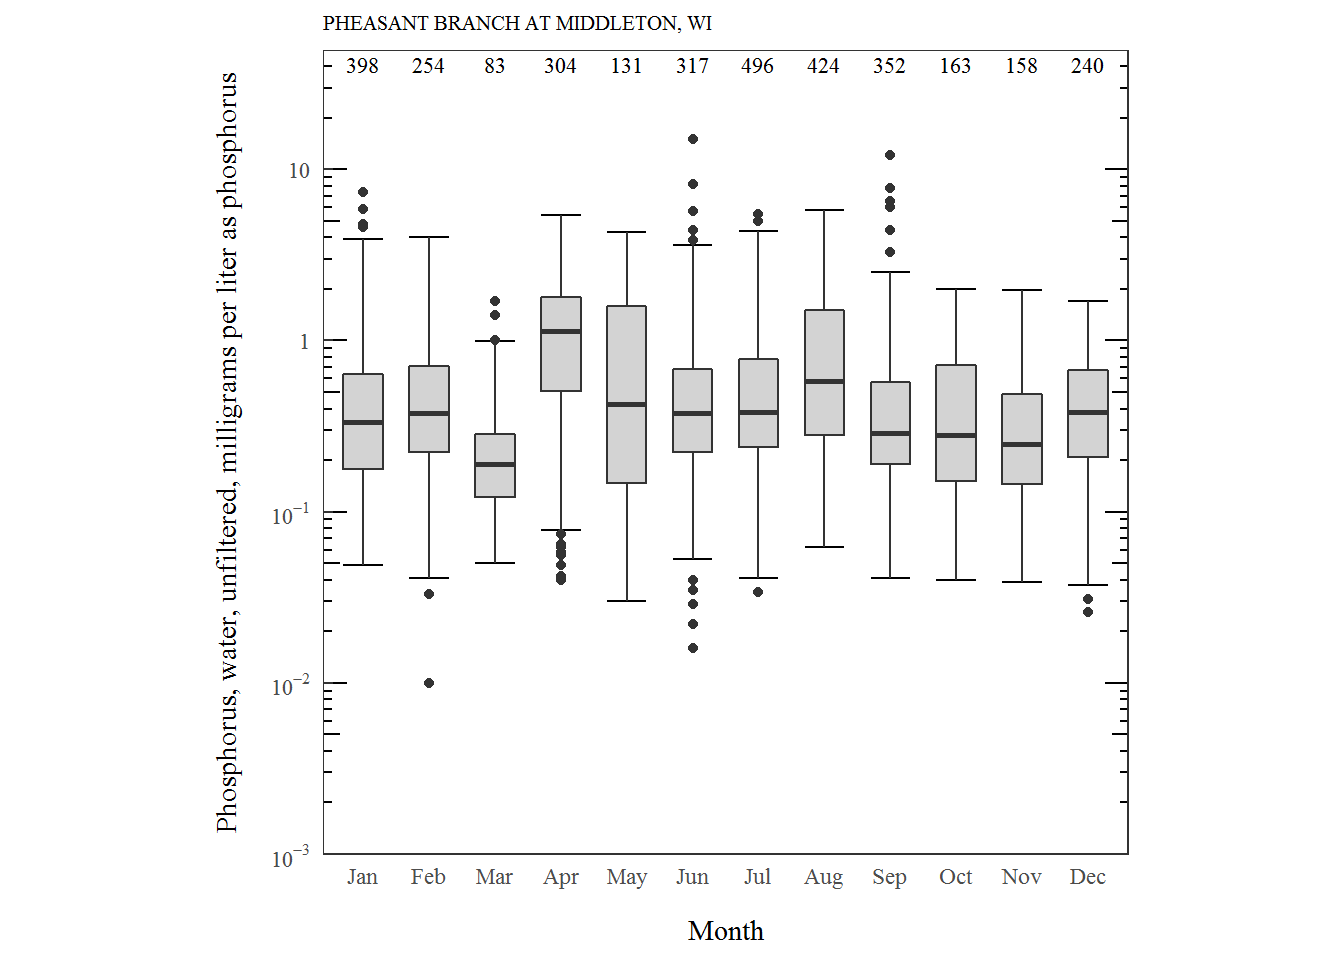 PHEASANT BRANCH AT MIDDLETON, WI
398 254 83 304 131 317 496 424 352 163 158 240
Phosphorus, water, unfiltered, milligrams per liter as phosphorus
10
1
10⁻¹
10⁻²
10⁻³
Jan Feb Mar Apr May Jun Jul Aug Sep Oct Nov Dec
Month